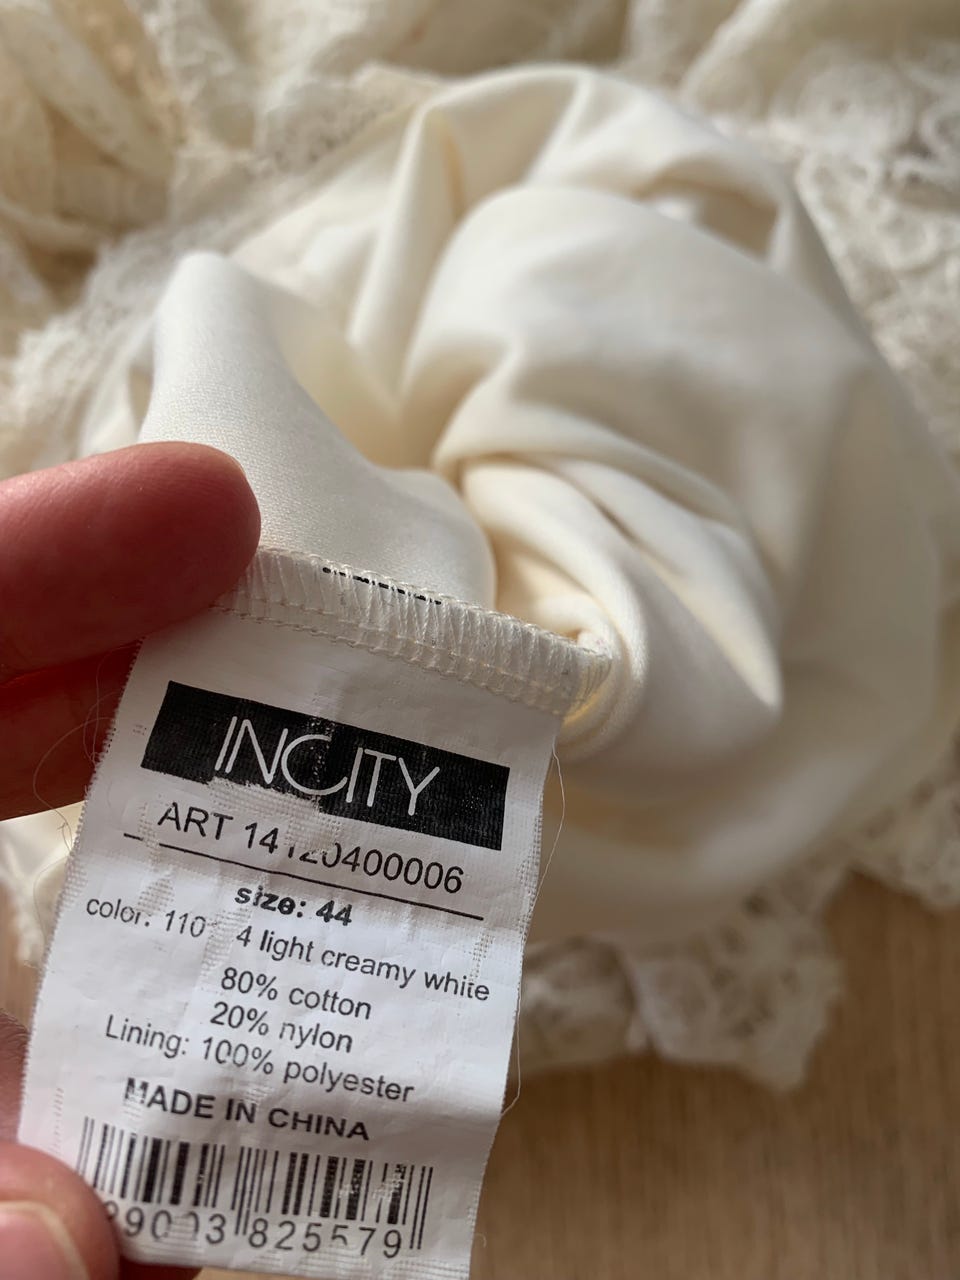 INCITY
ART 14120400006
size: 44
color: 110 4 light creamy white
80% cotton
20% nylon
Lining: 100% polyester
MADE IN CHINA
825579